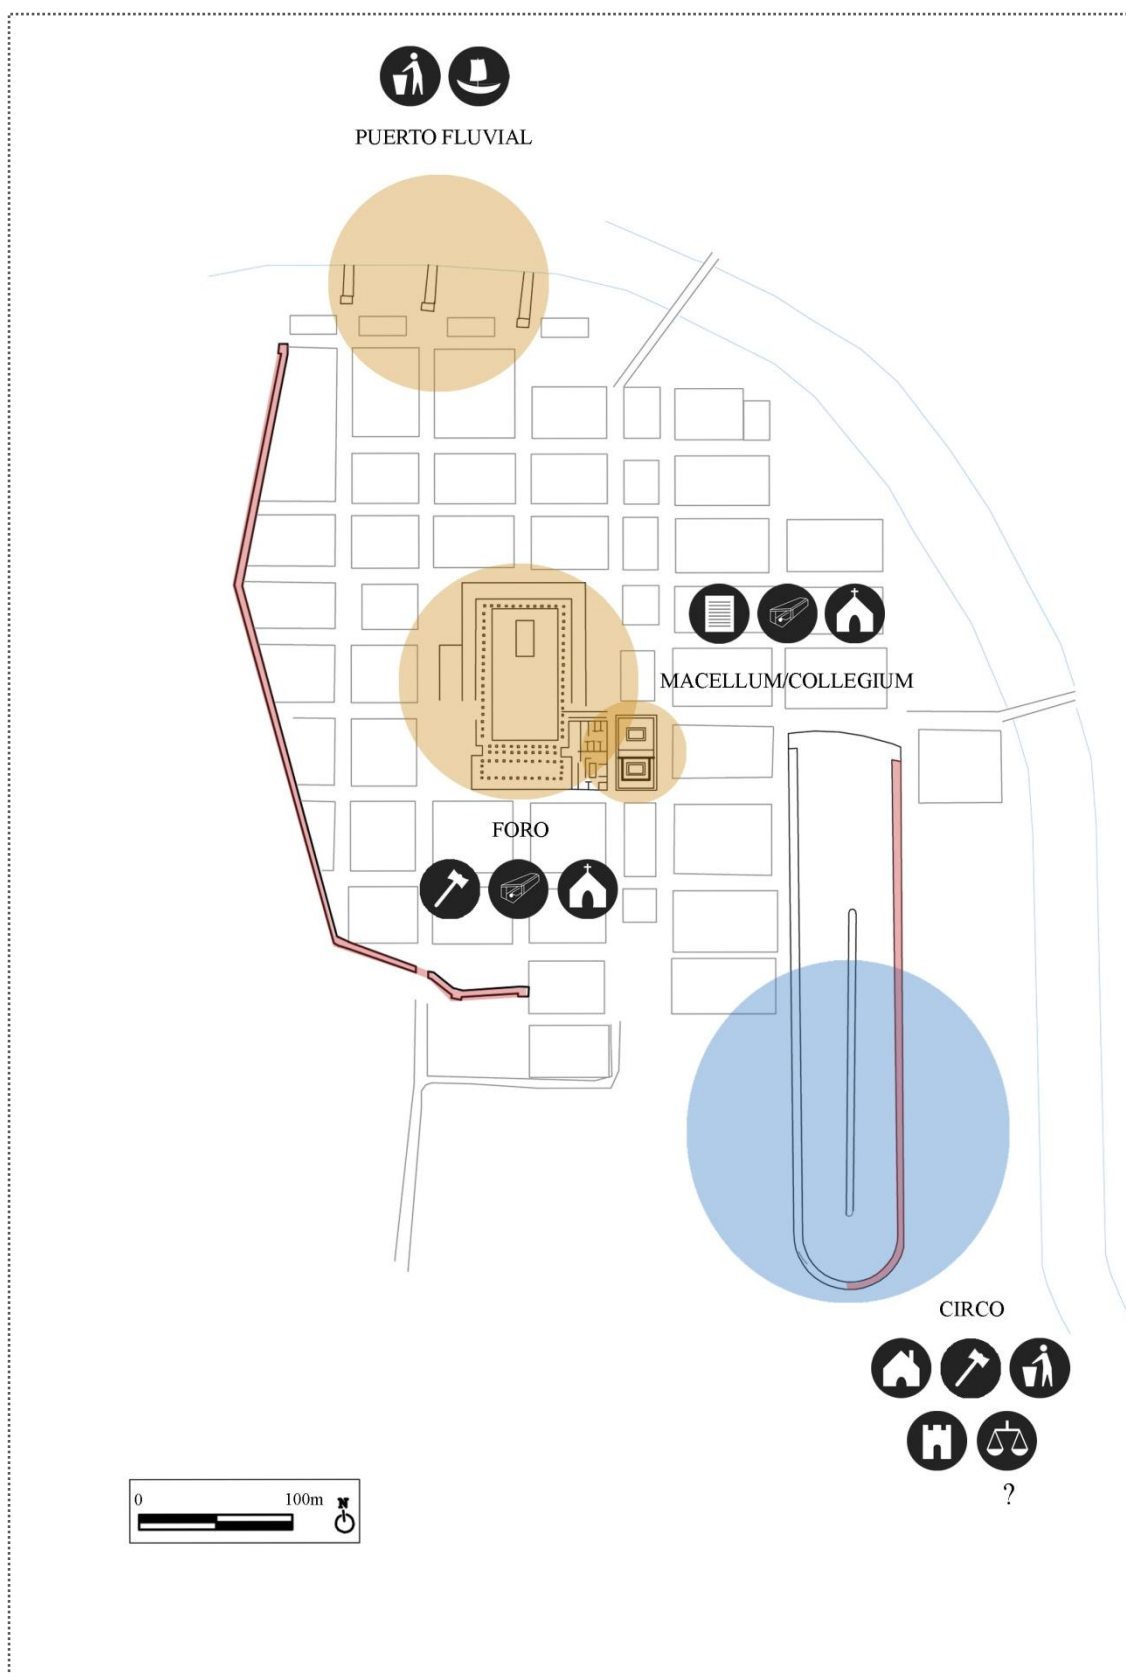 PUERTO FLUVIAL
MACELLUM/COLLEGIUM
FORO
CIRCO
?
0 100m N